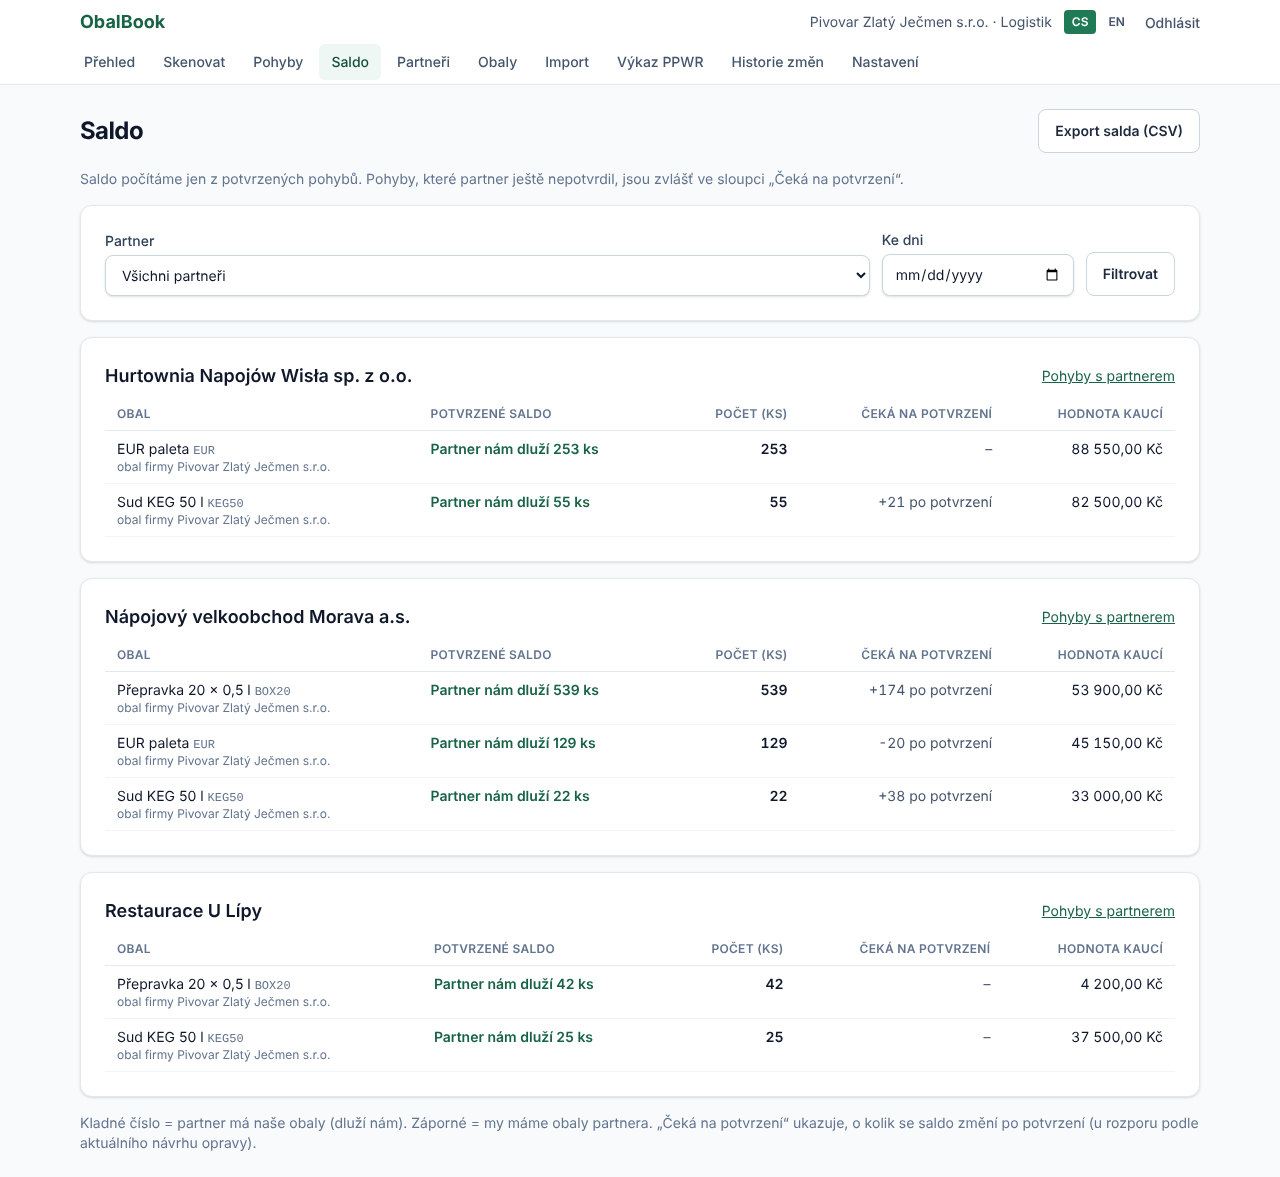 ObalBook
Pivovar Zlatý Ječmen s.r.o. · Logistik CS EN Odhlásit
Přehled Skenovat Pohyby Saldo Partneři Obaly Import Výkaz PPWR Historie změn Nastavení
Saldo
Export salda (CSV)
Saldo počítáme jen z potvrzených pohybů. Pohyby, které partner ještě nepotvrdil, jsou zvlášť ve sloupci „Čeká na potvrzení“.
Partner
Ke dni
Všichni partneři
mm/dd/yyyy
Filtrovat
Hurtownia Napojów Wisła sp. z o.o.
Pohyby s partnerem
OBAL POTVRZENÉ SALDO POČET (KS) ČEKÁ NA POTVRZENÍ HODNOTA KAUCÍ
EUR paleta EUR Partner nám dluží 253 ks 253 – 88 550,00 Kč
obal firmy Pivovar Zlatý Ječmen s.r.o.
Sud KEG 50 l KEG50 Partner nám dluží 55 ks 55 +21 po potvrzení 82 500,00 Kč
obal firmy Pivovar Zlatý Ječmen s.r.o.
Nápojový velkoobchod Morava a.s.
Pohyby s partnerem
OBAL POTVRZENÉ SALDO POČET (KS) ČEKÁ NA POTVRZENÍ HODNOTA KAUCÍ
Přepravka 20 × 0,5 l BOX20 Partner nám dluží 539 ks 539 +174 po potvrzení 53 900,00 Kč
obal firmy Pivovar Zlatý Ječmen s.r.o.
EUR paleta EUR Partner nám dluží 129 ks 129 -20 po potvrzení 45 150,00 Kč
obal firmy Pivovar Zlatý Ječmen s.r.o.
Sud KEG 50 l KEG50 Partner nám dluží 22 ks 22 +38 po potvrzení 33 000,00 Kč
obal firmy Pivovar Zlatý Ječmen s.r.o.
Restaurace U Lípy
Pohyby s partnerem
OBAL POTVRZENÉ SALDO POČET (KS) ČEKÁ NA POTVRZENÍ HODNOTA KAUCÍ
Přepravka 20 × 0,5 l BOX20 Partner nám dluží 42 ks 42 – 4 200,00 Kč
obal firmy Pivovar Zlatý Ječmen s.r.o.
Sud KEG 50 l KEG50 Partner nám dluží 25 ks 25 – 37 500,00 Kč
obal firmy Pivovar Zlatý Ječmen s.r.o.
Kladné číslo = partner má naše obaly (dluží nám). Záporné = my máme obaly partnera. „Čeká na potvrzení“ ukazuje, o kolik se saldo změní po potvrzení (u rozporu podle
aktuálního návrhu opravy).